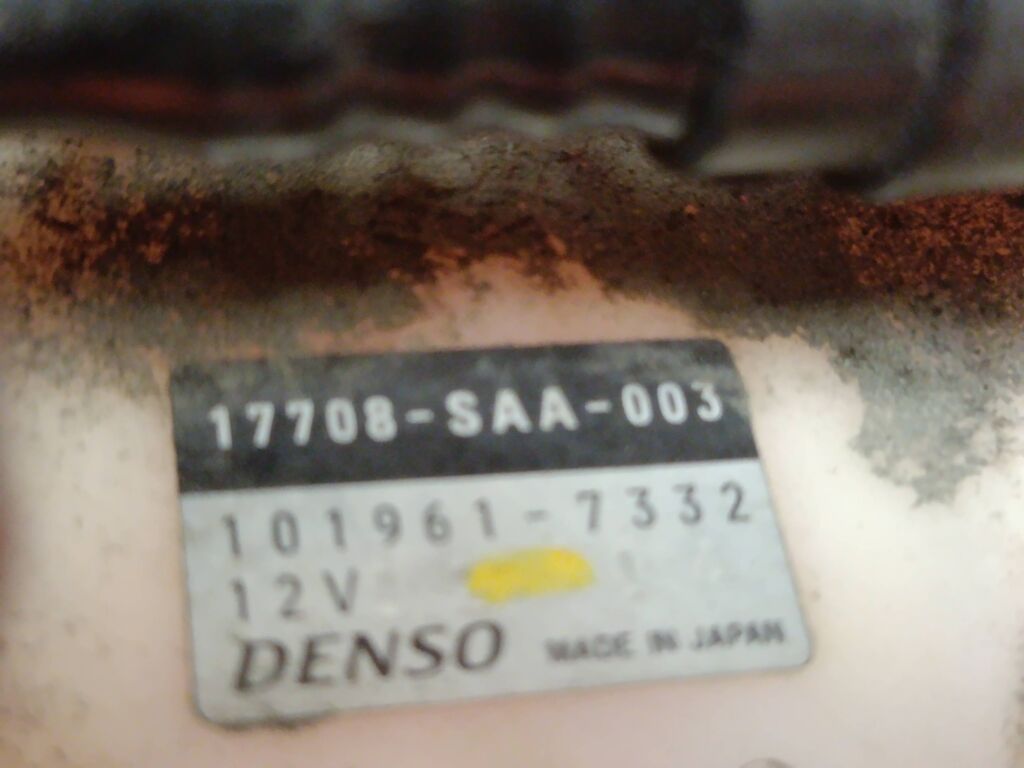 17708-SAA-003
101961-7332
12V
DENSO MADE IN JAPAN